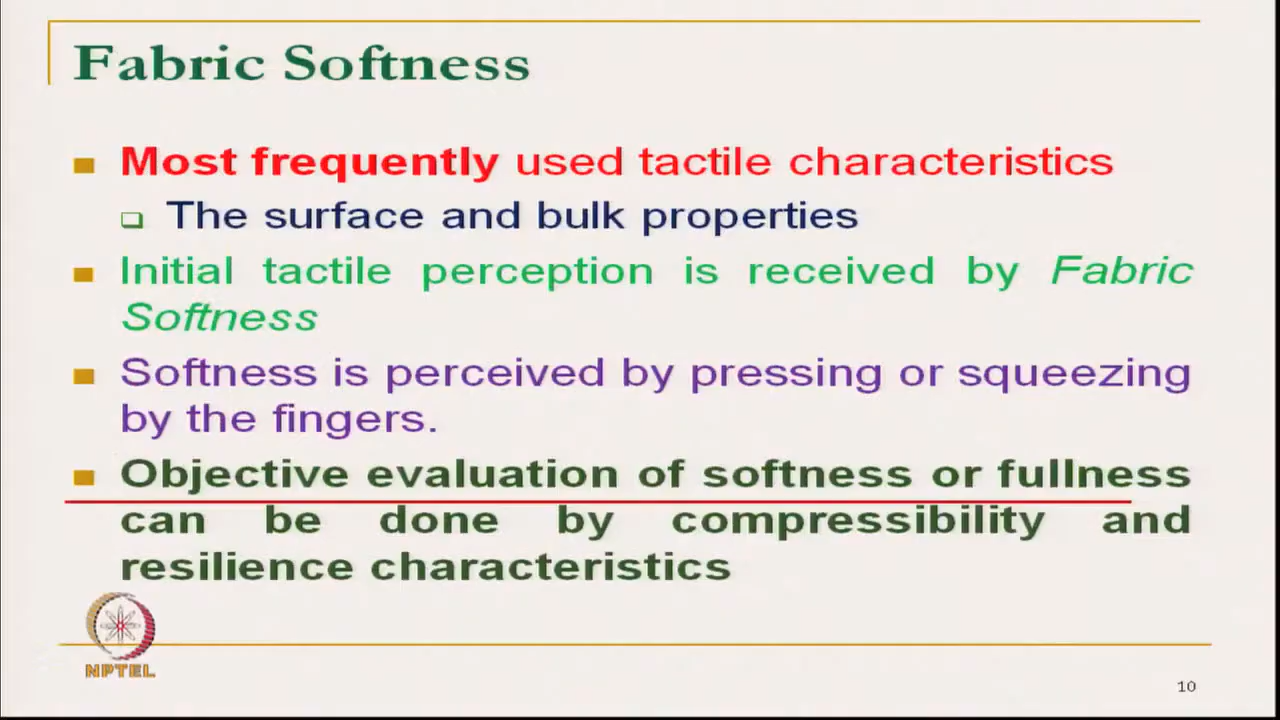 Fabric Softness
Most frequently used tactile characteristics
The surface and bulk properties
Initial tactile perception is received by Fabric
Softness
Softness is perceived by pressing or squeezing
by the fingers.
Objective evaluation of softness or fullness
can be done by compressibility and
resilience characteristics
NPTEL
10